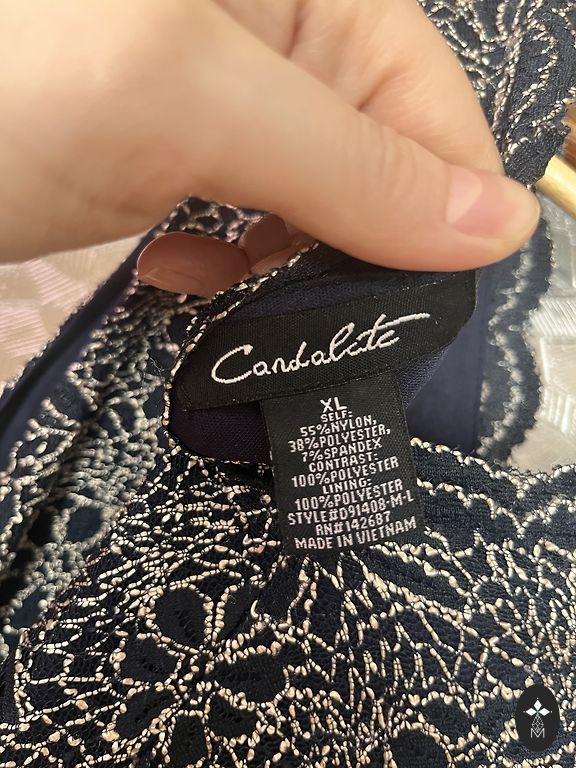 Candalite
XL
SELF:
55%NYLON,
38%POLYESTER,
7%SPANDEX
CONTRAST:
100%POLYESTER
LINING:
100%POLYESTER
STYLE#D91408-M-L
RN#142687
MADE IN VIETNAM
M